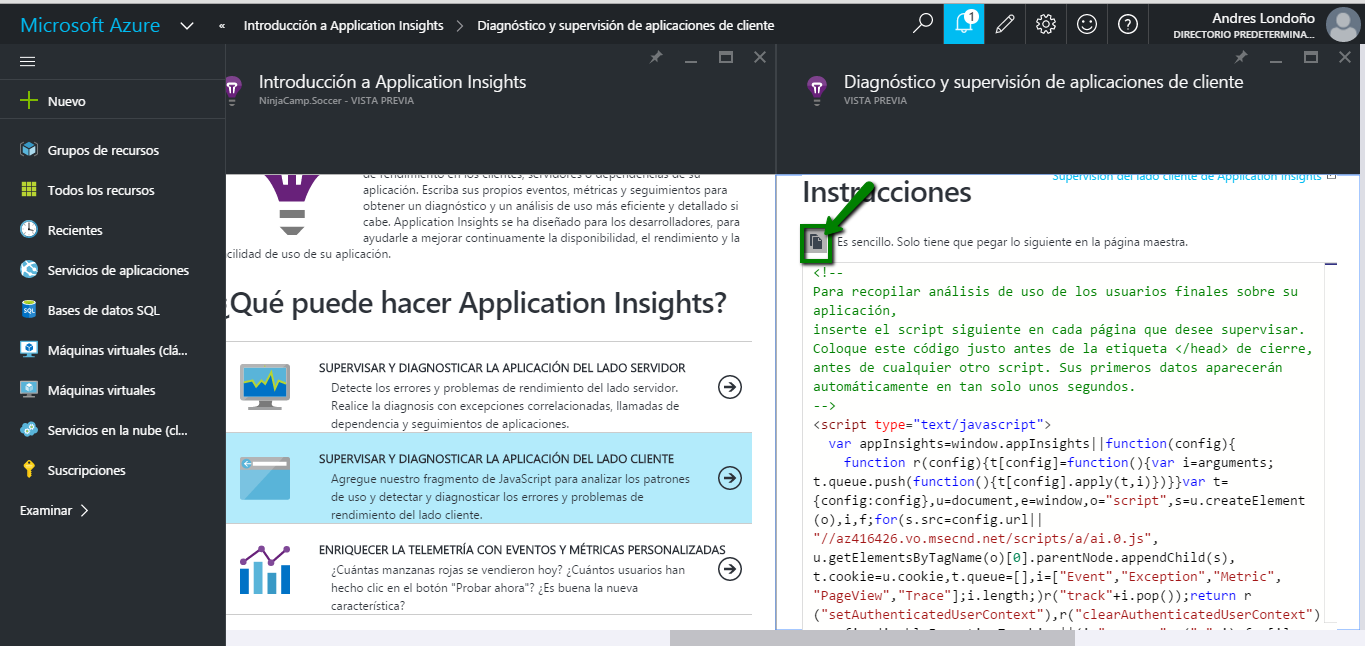 Microsoft Azure
«
Introducción a Application Insights
Diagnóstico y supervisión de aplicaciones de cliente
1
Andres Londoño
DIRECTORIO PREDETERMINA...
Nuevo
Grupos de recursos
Todos los recursos
Recientes
Servicios de aplicaciones
Bases de datos SQL
Máquinas virtuales (clá...
Máquinas virtuales
Servicios en la nube (cl...
Suscripciones
Examinar
Introducción a Application Insights
NinjaCamp.Soccer - VISTA PREVIA
de rendimiento en los clientes, servidores o dependencias de su
aplicación. Escriba sus propios eventos, métricas y seguimientos para
obtener un diagnóstico y un análisis de uso más eficiente y detallado si
cabe. Application Insights se ha diseñado para los desarrolladores, para
ayudarle a mejorar continuamente la disponibilidad, el rendimiento y la
cilidad de uso de su aplicación.
¿Qué puede hacer Application Insights?
SUPERVISAR Y DIAGNOSTICAR LA APLICACIÓN DEL LADO SERVIDOR
Detecte los errores y problemas de rendimiento del lado servidor.
Realice la diagnosis con excepciones correlacionadas, llamadas de
dependencia y seguimientos de aplicaciones.
SUPERVISAR Y DIAGNOSTICAR LA APLICACIÓN DEL LADO CLIENTE
Agregue nuestro fragmento de JavaScript para analizar los patrones
de uso y detectar y diagnosticar los errores y problemas de
rendimiento del lado cliente.
ENRIQUECER LA TELEMETRÍA CON EVENTOS Y MÉTRICAS PERSONALIZADAS
¿Cuántas manzanas rojas se vendieron hoy? ¿Cuántos usuarios han
hecho clic en el botón "Probar ahora"? ¿Es buena la nueva
característica?
Diagnóstico y supervisión de aplicaciones de cliente
VISTA PREVIA
Supervisión del lado cliente de Application Insights
Instrucciones
Es sencillo. Solo tiene que pegar lo siguiente en la página maestra.
<!--
Para recopilar análisis de uso de los usuarios finales sobre su
aplicación,
inserte el script siguiente en cada página que desee supervisar.
Coloque este código justo antes de la etiqueta </head> de cierre,
antes de cualquier otro script. Sus primeros datos aparecerán
automáticamente en tan solo unos segundos.
-->
<script type="text/javascript">
var appInsights=window.appInsights||function(config){
function r(config){t[config]=function(){var i=arguments;
t.queue.push(function(){t[config].apply(t,i)})}}var t=
{config:config},u=document,e=window,o="script",s=u.createElement
(o),i,f;for(s.src=config.url||
"//az416426.vo.msecnd.net/scripts/a/ai.0.js",
u.getElementsByTagName(o)[0].parentNode.appendChild(s),
t.cookie=u.cookie,t.queue=[],i=["Event","Exception","Metric",
"PageView","Trace"];i.length;)r("track"+i.pop());return r
("setAuthenticatedUserContext"),r("clearAuthenticatedUserContext")